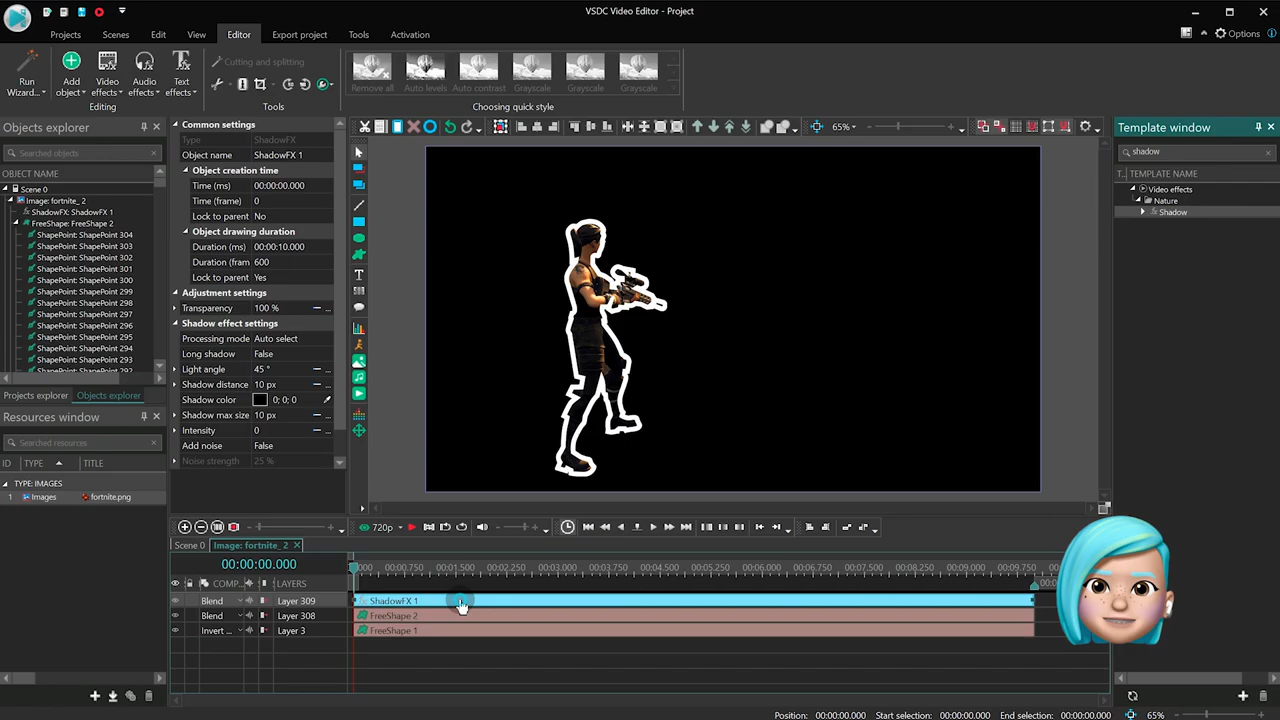 VSDC Video Editor - Project
Projects Scenes Edit View Editor Export project Tools Activation
Options
Run Wizard...
Add object
Video effects
Audio effects
Text effects
Cutting and splitting
Remove all Auto levels Auto contrast Grayscale Grayscale Grayscale
Editing Tools Choosing quick style
Objects explorer
Searched objects
OBJECT NAME
Scene 0
Image: fortnite_ 2
ShadowFX: ShadowFX 1
FreeShape: FreeShape 2
ShapePoint: ShapePoint 304
ShapePoint: ShapePoint 303
ShapePoint: ShapePoint 302
ShapePoint: ShapePoint 301
ShapePoint: ShapePoint 300
ShapePoint: ShapePoint 299
ShapePoint: ShapePoint 298
ShapePoint: ShapePoint 297
ShapePoint: ShapePoint 296
ShapePoint: ShapePoint 295
ShapePoint: ShapePoint 294
ShapePoint: ShapePoint 293
Projects explorer Objects explorer
Resources window
Searched resources
ID TYPE TITLE
TYPE: IMAGES
1 Images fortnite.png
Common settings
Type ShadowFX
Object name ShadowFX 1
Object creation time
Time (ms) 00:00:00.000
Time (frame) 0
Lock to parent No
Object drawing duration
Duration (ms) 00:00:10.000
Duration (fram 600
Lock to parent Yes
Adjustment settings
Transparency 100 % ...
Shadow effect settings
Processing mode Auto select
Long shadow False
Light angle 45 ° ...
Shadow distance 10 px ...
Shadow color 0; 0; 0
Shadow max size 10 px ...
Intensity 0 ...
Add noise False
Noise strength 25 %
65%
Template window
shadow
T... TEMPLATE NAME
Video effects
Nature
Shadow
720p
Scene 0 Image: fortnite_ 2
00:00:00.000
000 00:00.750 00:01.500 00:02.250 00:03.000 00:03.750 00:04.500 00:05.250 00:06.000 00:06.750 00:07.500 00:08.250 00:09.000 00:09.750
COMP... LAYERS
Blend Layer 309 ShadowFX 1
Blend Layer 308 FreeShape 2
Invert ... Layer 3 FreeShape 1
Position: 00:00:00.000 Start selection: 00:00:00.000 End selection: 00:00:00.000 65%